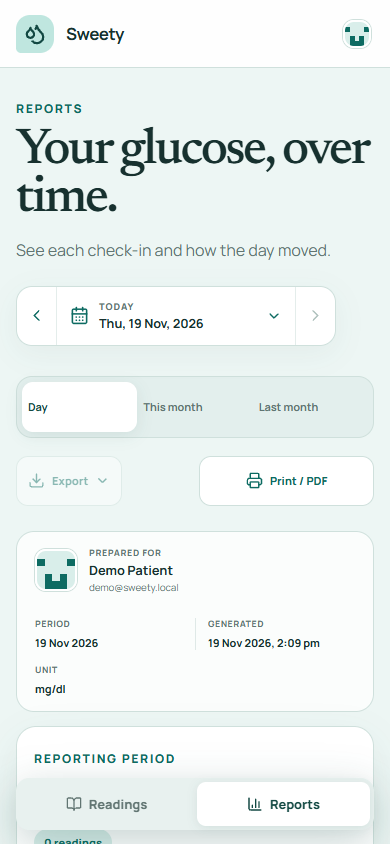 Sweety
REPORTS
Your glucose, over
time.
See each check-in and how the day moved.
TODAY
Thu, 19 Nov, 2026
Day
This month
Last month
Export
Print / PDF
PREPARED FOR
Demo Patient
demo@sweety.local
PERIOD
GENERATED
19 Nov 2026
19 Nov 2026, 2:09 pm
UNIT
mg/dl
REPORTING PERIOD
Readings
Reports
0 readings